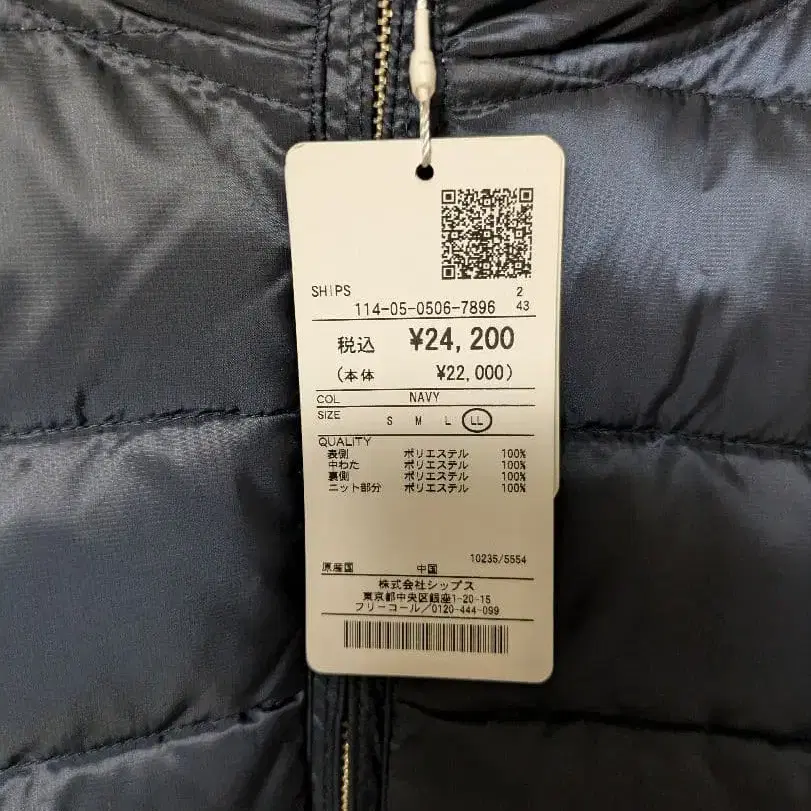 SHIPS 2
114-05-0506-7896 43
税込 ¥24,200
(本体 ¥22,000)
COL NAVY
SIZE S M L LL
QUALITY
表側 ポリエステル 100%
中わた ポリエステル 100%
裏側 ポリエステル 100%
ニット部分 ポリエステル 100%
10235/5554
原産国 中国
株式会社シップス
東京都中央区銀座1-20-15
フリーコール/0120-444-099